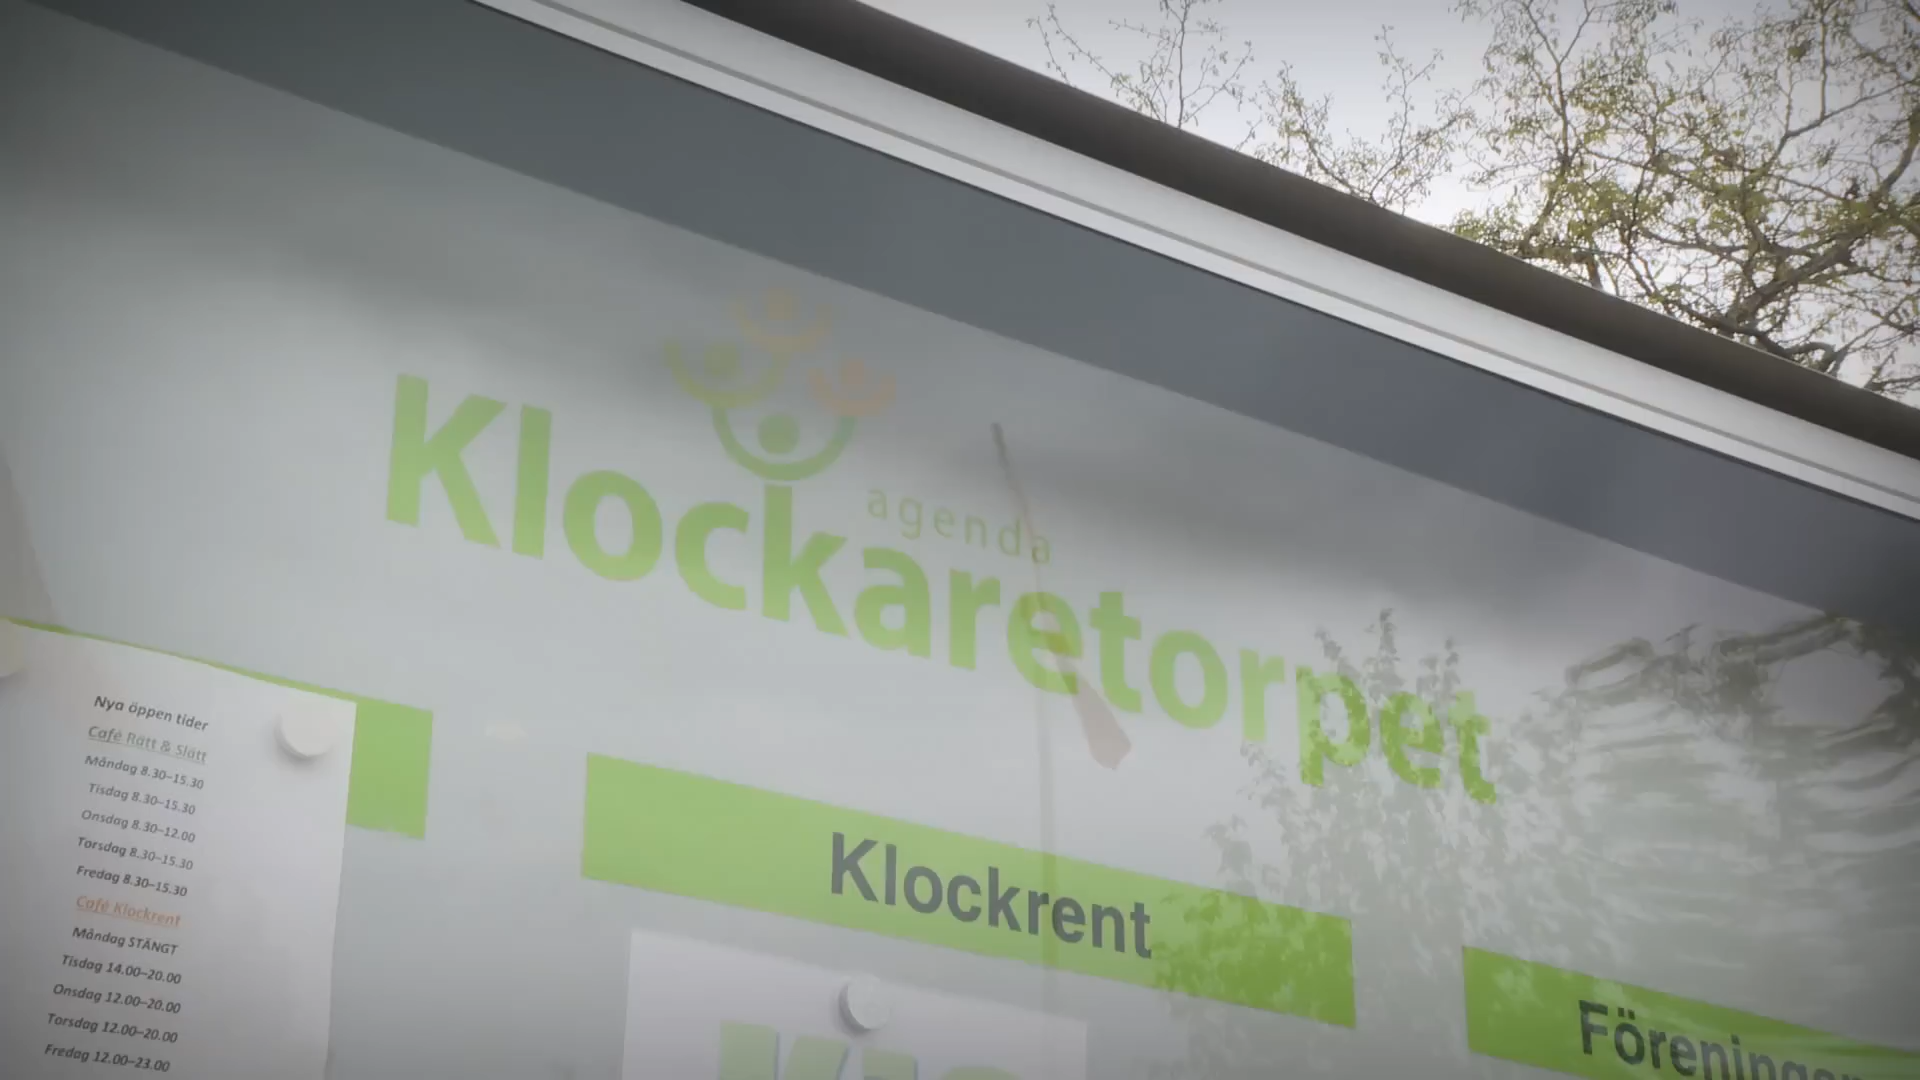 agenda
Klockaretorpet
Nya öppen tider
Café Rätt & Slätt
Måndag 8.30–15.30
Tisdag 8.30–15.30
Onsdag 8.30–12.00
Torsdag 8.30–15.30
Fredag 8.30–15.30
Café Klockrent
Måndag STÄNGT
Tisdag 14.00–20.00
Onsdag 12.00–20.00
Torsdag 12.00–20.00
Fredag 12.00–23.00
Klockrent